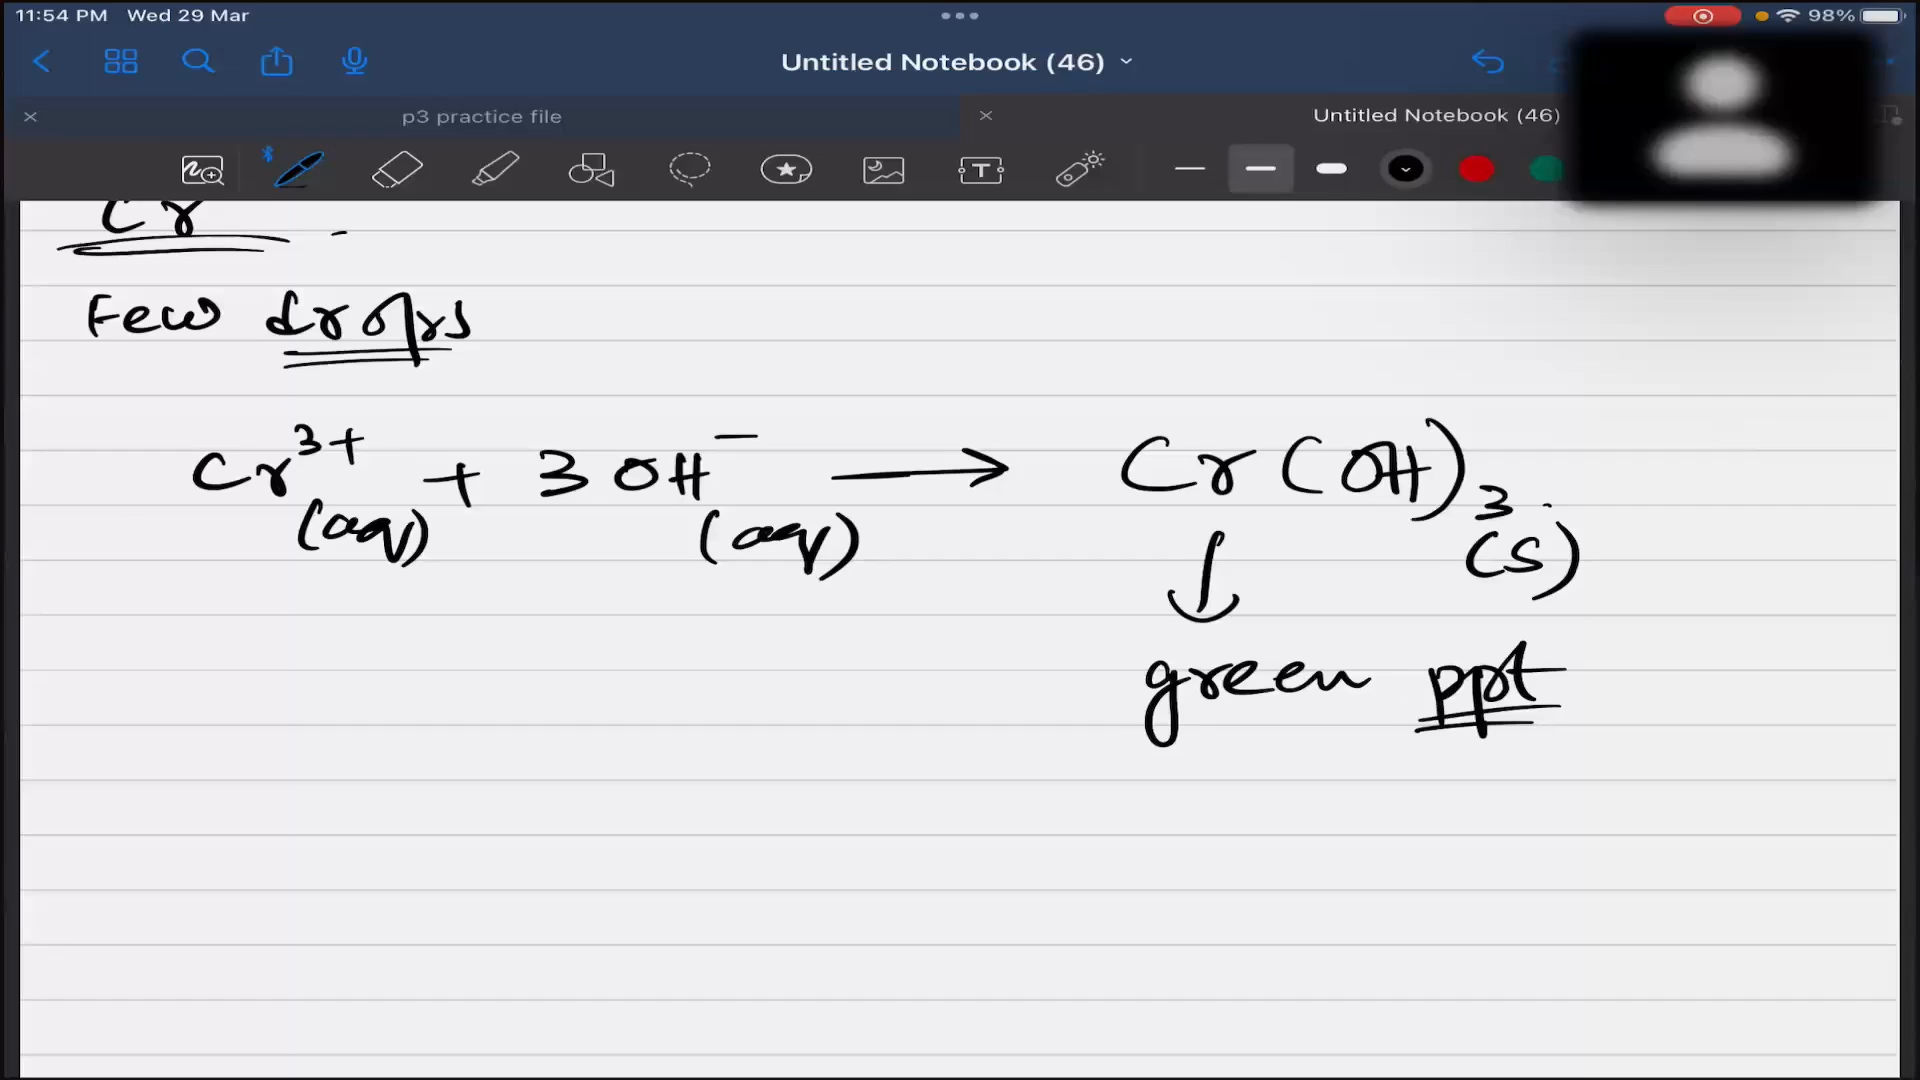 11:54 PM Wed 29 Mar
98%
Untitled Notebook (46)
p3 practice file
Untitled Notebook (46)
Cr
Few drops
Cr³⁺(aq) + 3OH⁻(aq) → Cr(OH)₃(s)
↓
green ppt